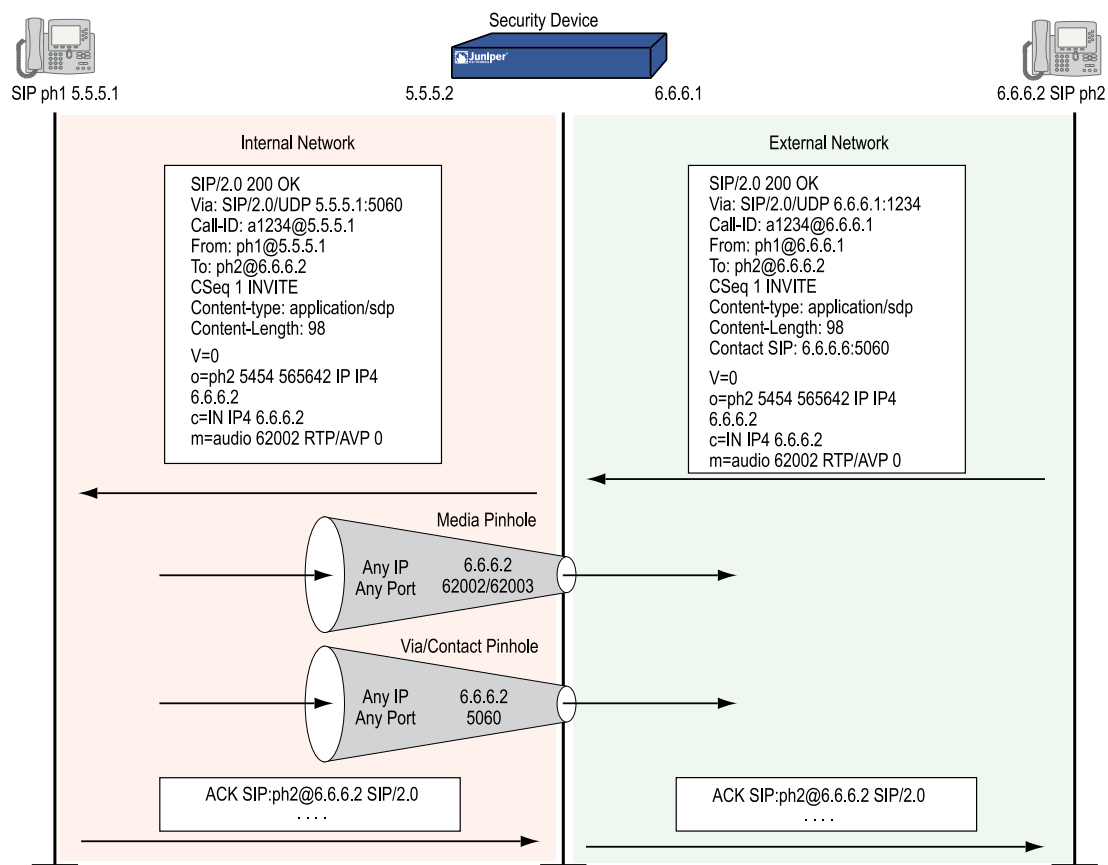 Security Device
Juniper
NETWORKS
SIP ph1 5.5.5.1
5.5.5.2
6.6.6.1
6.6.6.2 SIP ph2
Internal Network
SIP/2.0 200 OK
Via: SIP/2.0/UDP 5.5.5.1:5060
Call-ID: a1234@5.5.5.1
From: ph1@5.5.5.1
To: ph2@6.6.6.2
CSeq 1 INVITE
Content-type: application/sdp
Content-Length: 98
V=0
o=ph2 5454 565642 IP IP4
6.6.6.2
c=IN IP4 6.6.6.2
m=audio 62002 RTP/AVP 0
External Network
SIP/2.0 200 OK
Via: SIP/2.0/UDP 6.6.6.1:1234
Call-ID: a1234@6.6.6.1
From: ph1@6.6.6.1
To: ph2@6.6.6.2
CSeq 1 INVITE
Content-type: application/sdp
Content-Length: 98
Contact SIP: 6.6.6.6:5060
V=0
o=ph2 5454 565642 IP IP4
6.6.6.2
c=IN IP4 6.6.6.2
m=audio 62002 RTP/AVP 0
Media Pinhole
Any IP 6.6.6.2
Any Port 62002/62003
Via/Contact Pinhole
Any IP 6.6.6.2
Any Port 5060
ACK SIP:ph2@6.6.6.2 SIP/2.0
. . . .
ACK SIP:ph2@6.6.6.2 SIP/2.0
. . . .